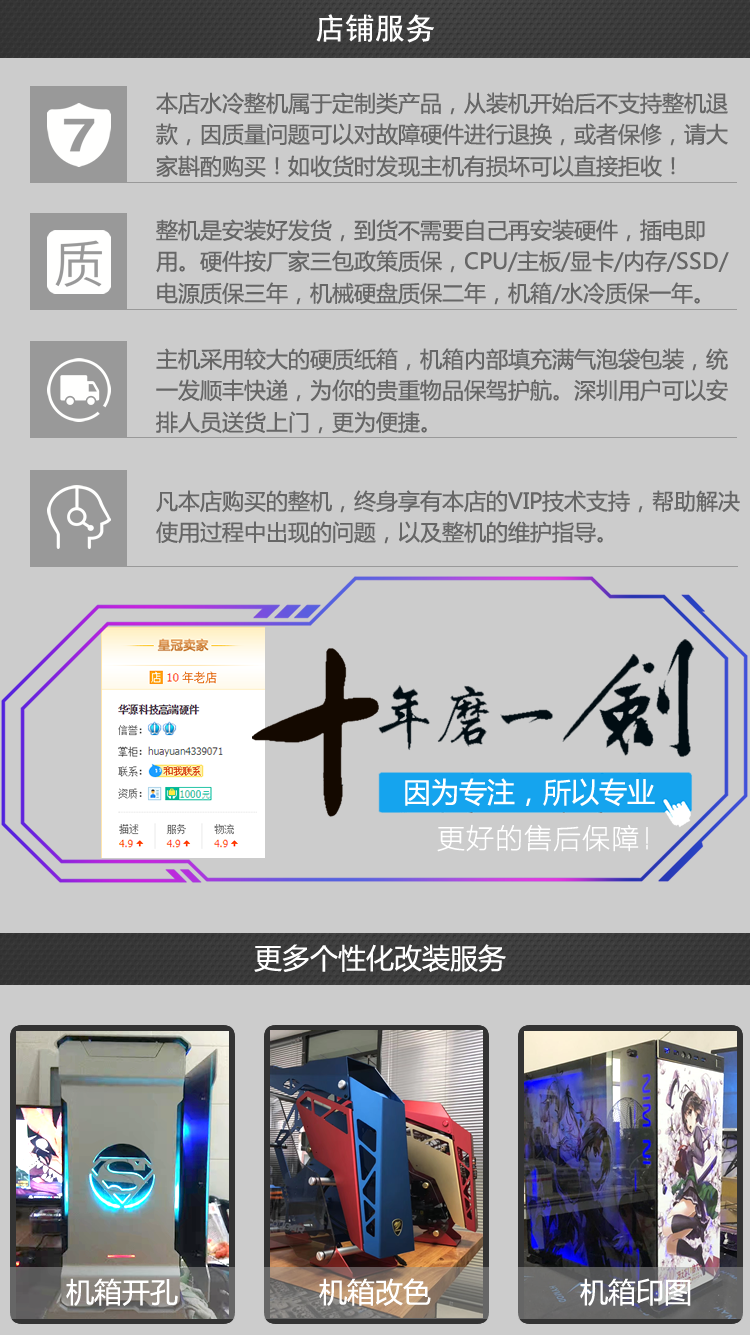 店铺服务
7
本店水冷整机属于定制类产品，从装机开始后不支持整机退
款，因质量问题可以对故障硬件进行退换，或者保修，请大
家斟酌购买！如收货时发现主机有损坏可以直接拒收！
质
整机是安装好发货，到货不需要自己再安装硬件，插电即
用。硬件按厂家三包政策质保，CPU/主板/显卡/内存/SSD/
电源质保三年，机械硬盘质保二年，机箱/水冷质保一年。
主机采用较大的硬质纸箱，机箱内部填充满气泡袋包装，统
一发顺丰快递，为你的贵重物品保驾护航。深圳用户可以安
排人员送货上门，更为便捷。
凡本店购买的整机，终身享有本店的VIP技术支持，帮助解决
使用过程中出现的问题，以及整机的维护指导。
皇冠卖家
店 10 年老店
华源科技高端硬件
信誉：
掌柜：huayuan4339071
联系：和我联系
资质：1000元
描述 服务 物流
4.9 4.9 4.9
十年磨一剑
因为专注，所以专业
更好的售后保障！
更多个性化改装服务
S
机箱开孔
机箱改色
机箱印图